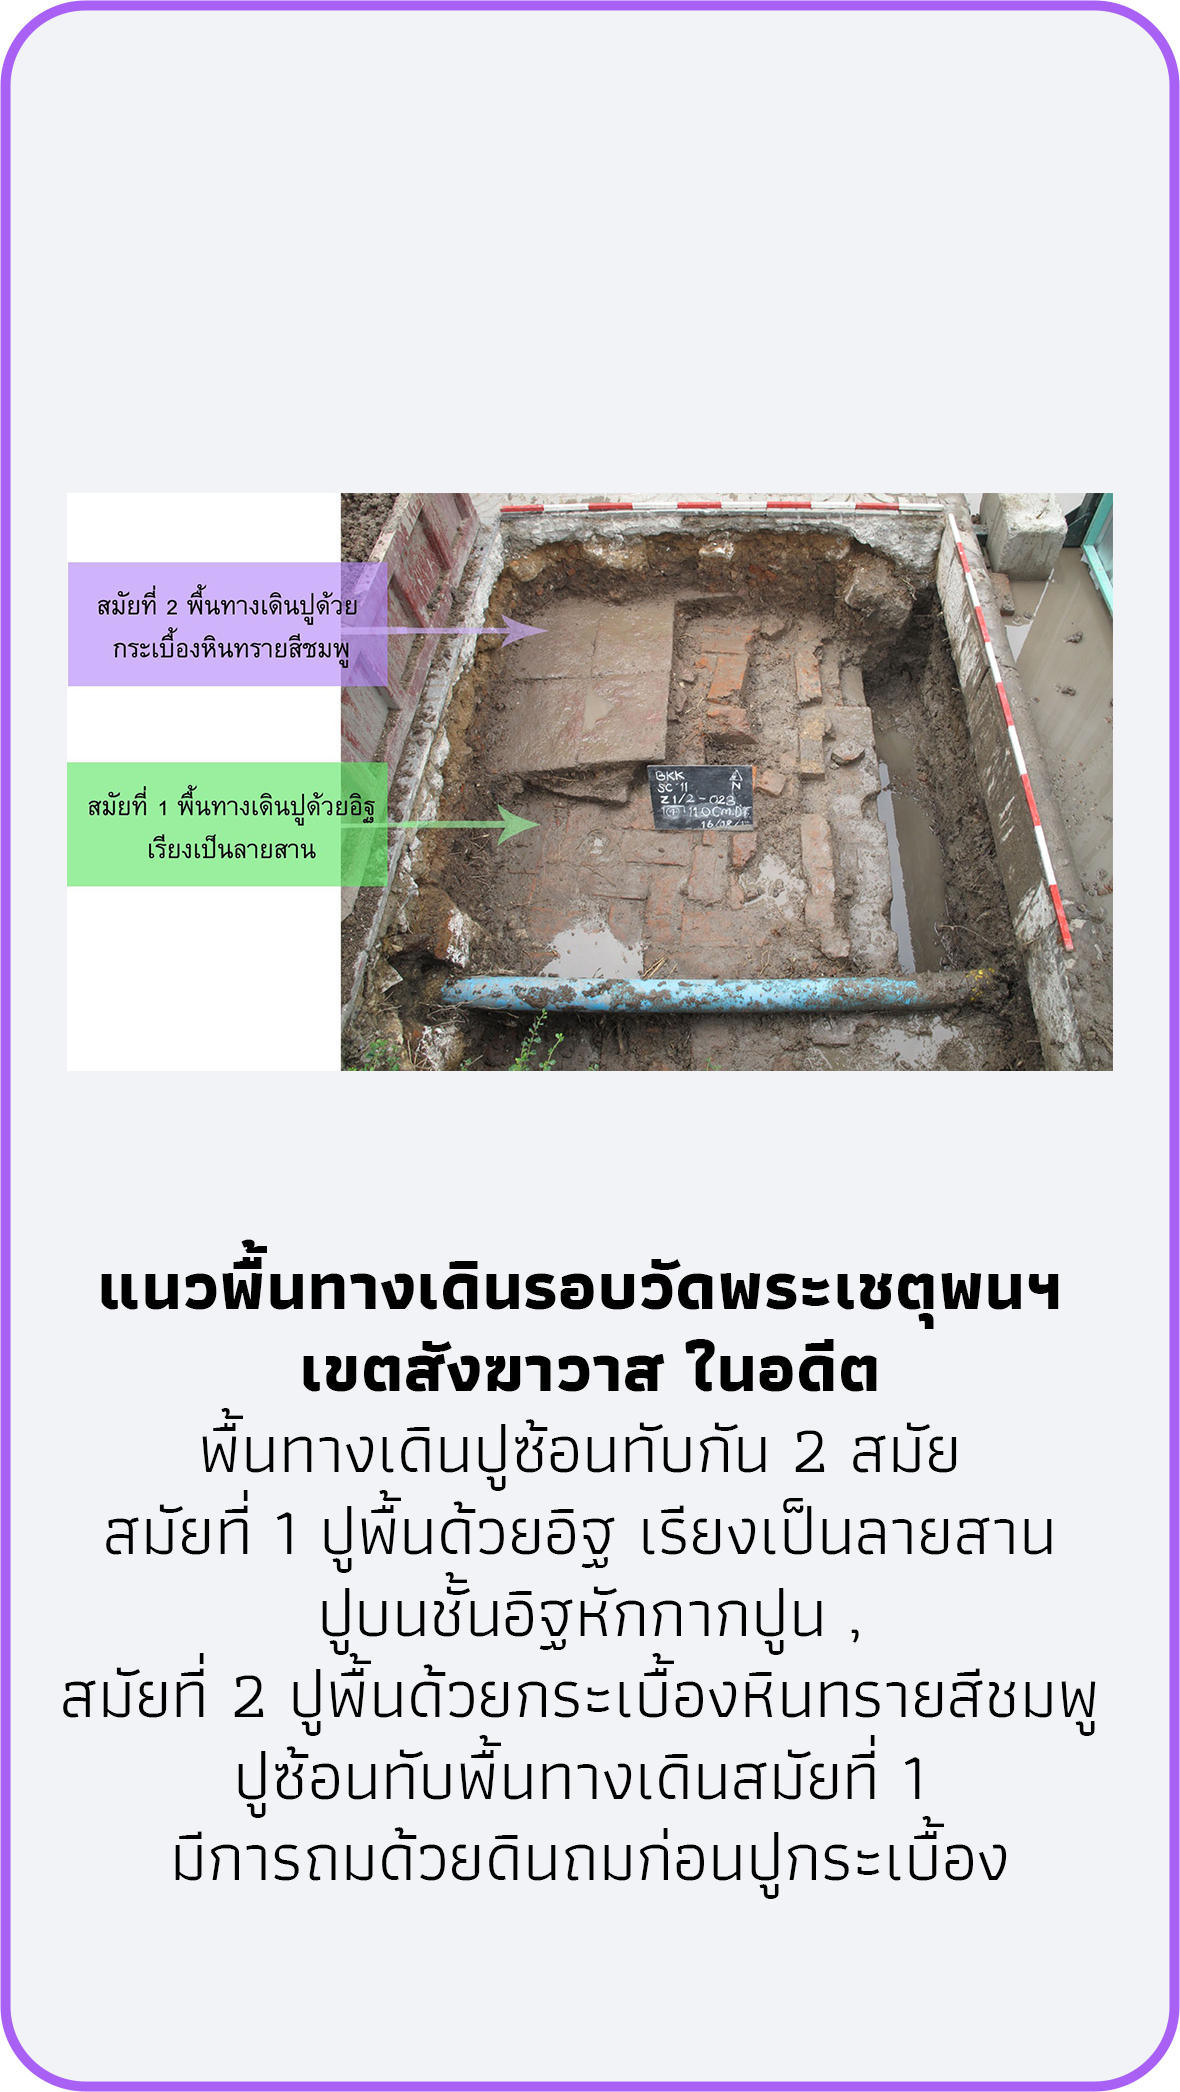 สมัยที่ 2 พื้นทางเดินปูด้วย
กระเบื้องหินทรายสีชมพู
สมัยที่ 1 พื้นทางเดินปูด้วยอิฐ
เรียงเป็นลายสาน
BKK
SC 11
N
Z1/2-023
110cm.DT.
แนวพื้นทางเดินรอบวัดพระเชตุพนฯ
เขตสังฆาวาส ในอดีต
พื้นทางเดินปูซ้อนทับกัน 2 สมัย
สมัยที่ 1 ปูพื้นด้วยอิฐ เรียงเป็นลายสาน
ปูบนชั้นอิฐหักกากปูน ,
สมัยที่ 2 ปูพื้นด้วยกระเบื้องหินทรายสีชมพู
ปูซ้อนทับพื้นทางเดินสมัยที่ 1
มีการถมด้วยดินถมก่อนปูกระเบื้อง